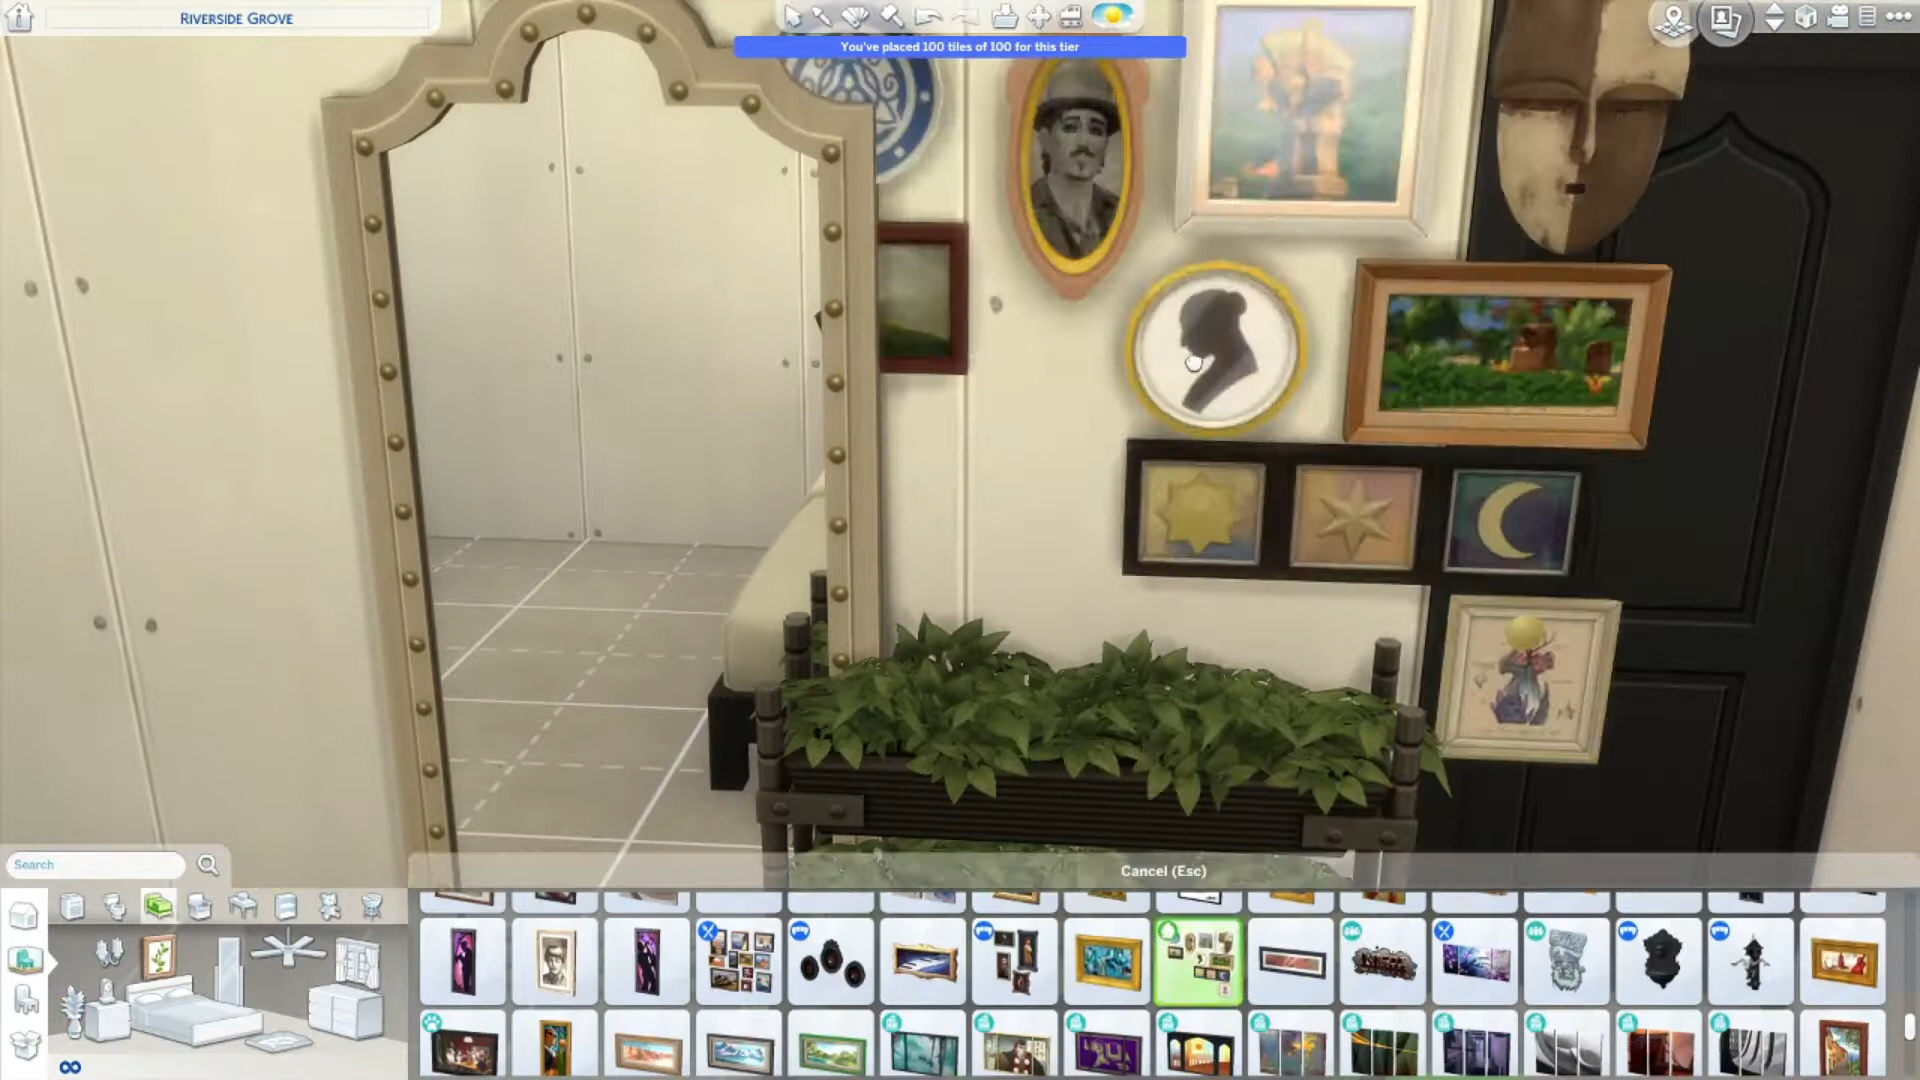 RIVERSIDE GROVE
You've placed 100 tiles of 100 for this tier
Cancel (Esc)
Search